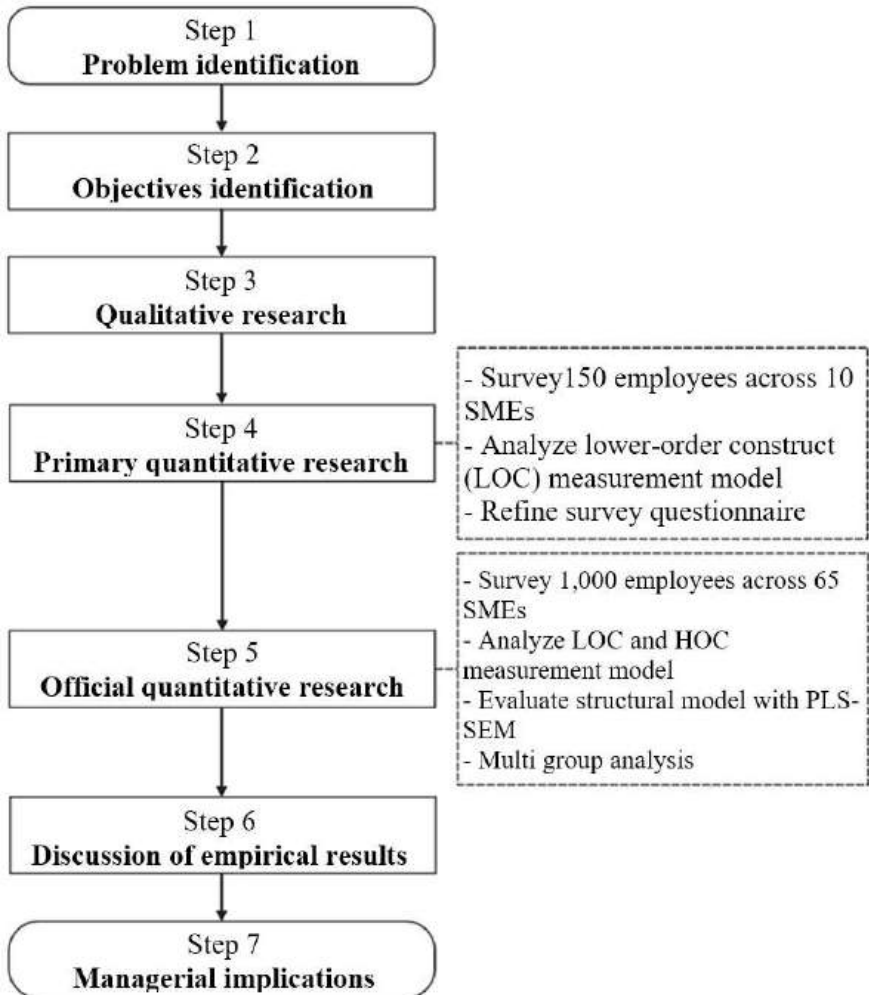 Step 1
Problem identification
Step 2
Objectives identification
Step 3
Qualitative research
Step 4
Primary quantitative research
- Survey150 employees across 10
SMEs
- Analyze lower-order construct
(LOC) measurement model
- Refine survey questionnaire
Step 5
Official quantitative research
- Survey 1,000 employees across 65
SMEs
- Analyze LOC and HOC
measurement model
- Evaluate structural model with PLS-
SEM
- Multi group analysis
Step 6
Discussion of empirical results
Step 7
Managerial implications